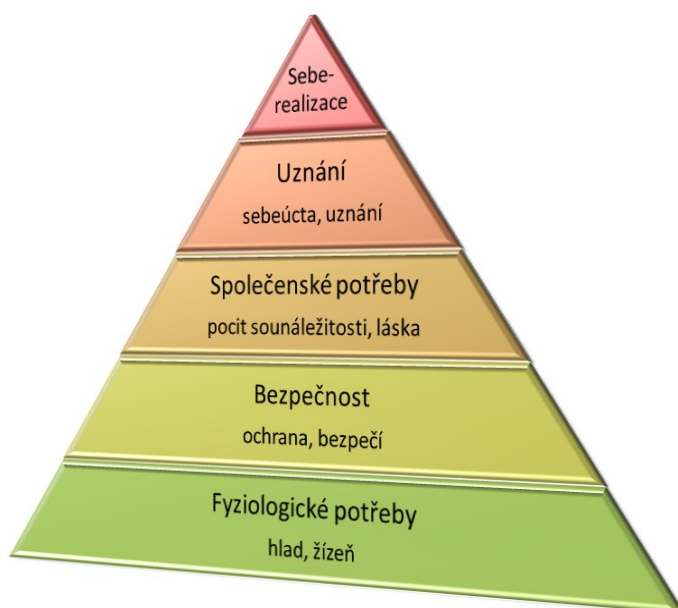 Sebe-
realizace
Uznání
sebeúcta, uznání
Společenské potřeby
pocit sounáležitosti, láska
Bezpečnost
ochrana, bezpečí
Fyziologické potřeby
hlad, žízeň